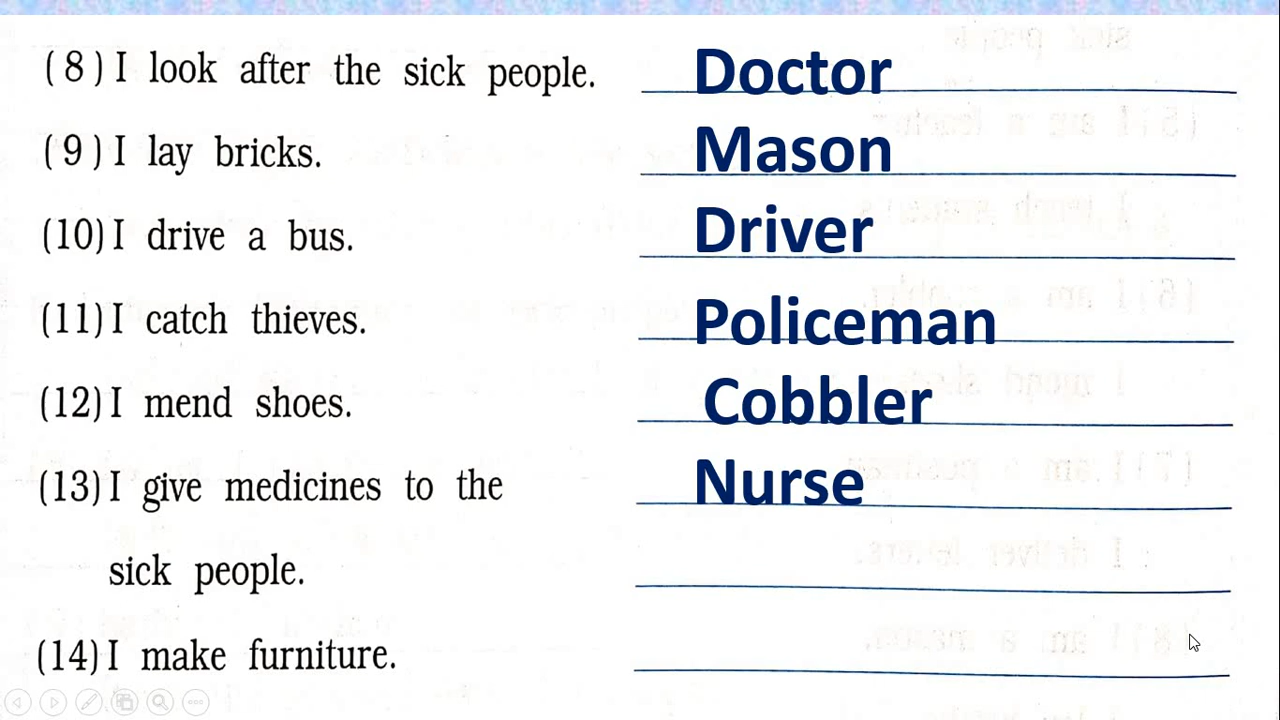 (8) I look after the sick people. Doctor
(9) I lay bricks. Mason
(10) I drive a bus. Driver
(11) I catch thieves. Policeman
(12) I mend shoes. Cobbler
(13) I give medicines to the Nurse
sick people.
(14) I make furniture.